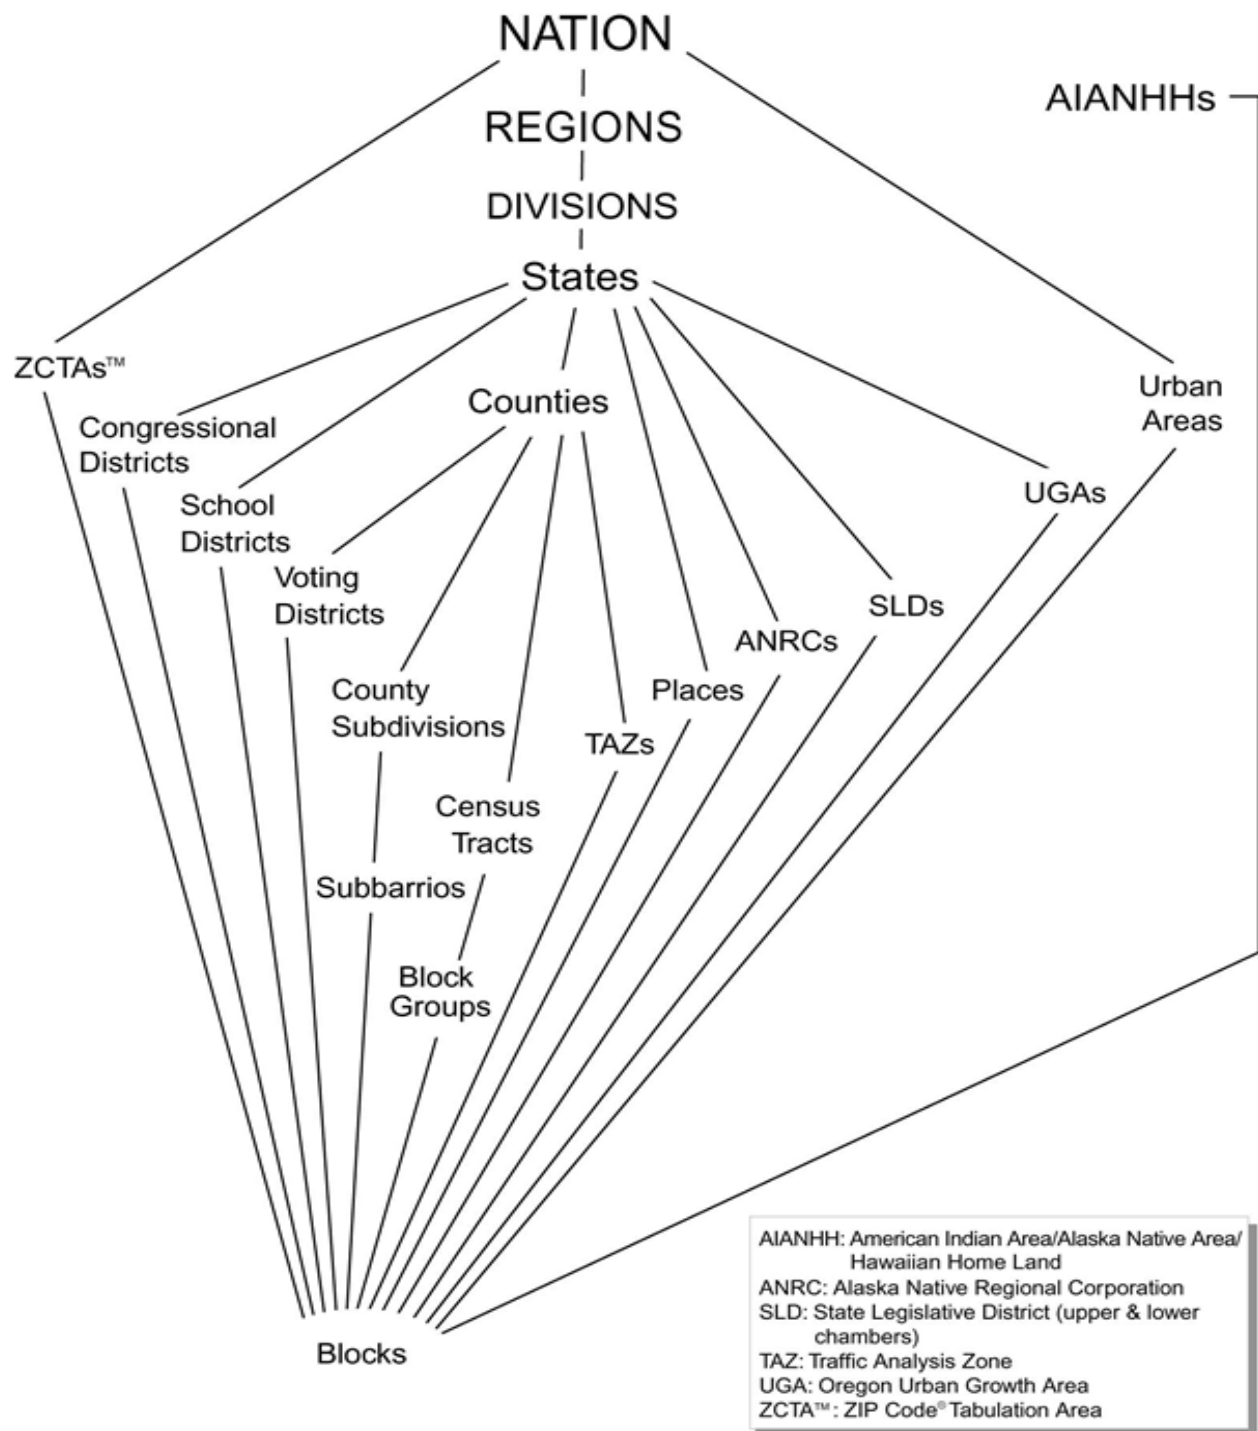 NATION
AIANHHs
REGIONS
DIVISIONS
States
ZCTAs™
Congressional
Districts
School
Districts
Counties
Voting
Districts
County
Subdivisions
Subbarrios
Census
Tracts
Block
Groups
TAZs
Places
ANRCs
SLDs
UGAs
Urban
Areas
Blocks
AIANHH: American Indian Area/Alaska Native Area/
Hawaiian Home Land
ANRC: Alaska Native Regional Corporation
SLD: State Legislative District (upper & lower
chambers)
TAZ: Traffic Analysis Zone
UGA: Oregon Urban Growth Area
ZCTA™: ZIP Code® Tabulation Area